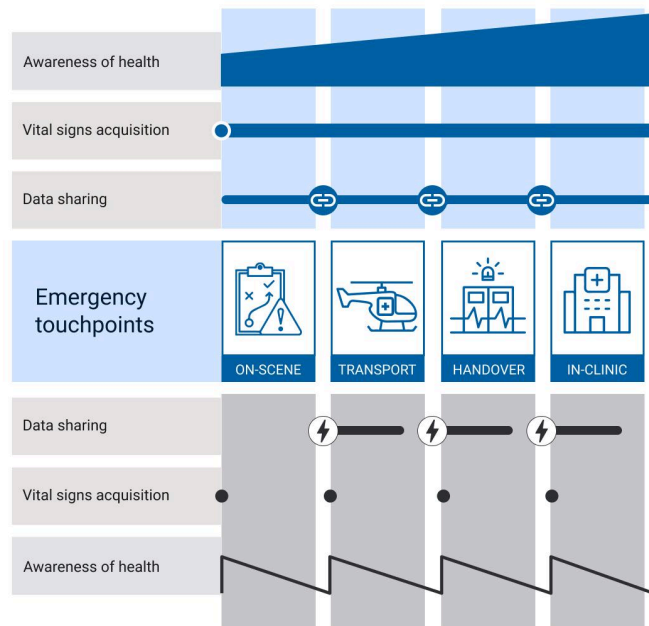 Awareness of health
Vital signs acquisition
Data sharing
Emergency
touchpoints
ON-SCENE
TRANSPORT
HANDOVER
IN-CLINIC
Data sharing
Vital signs acquisition
Awareness of health